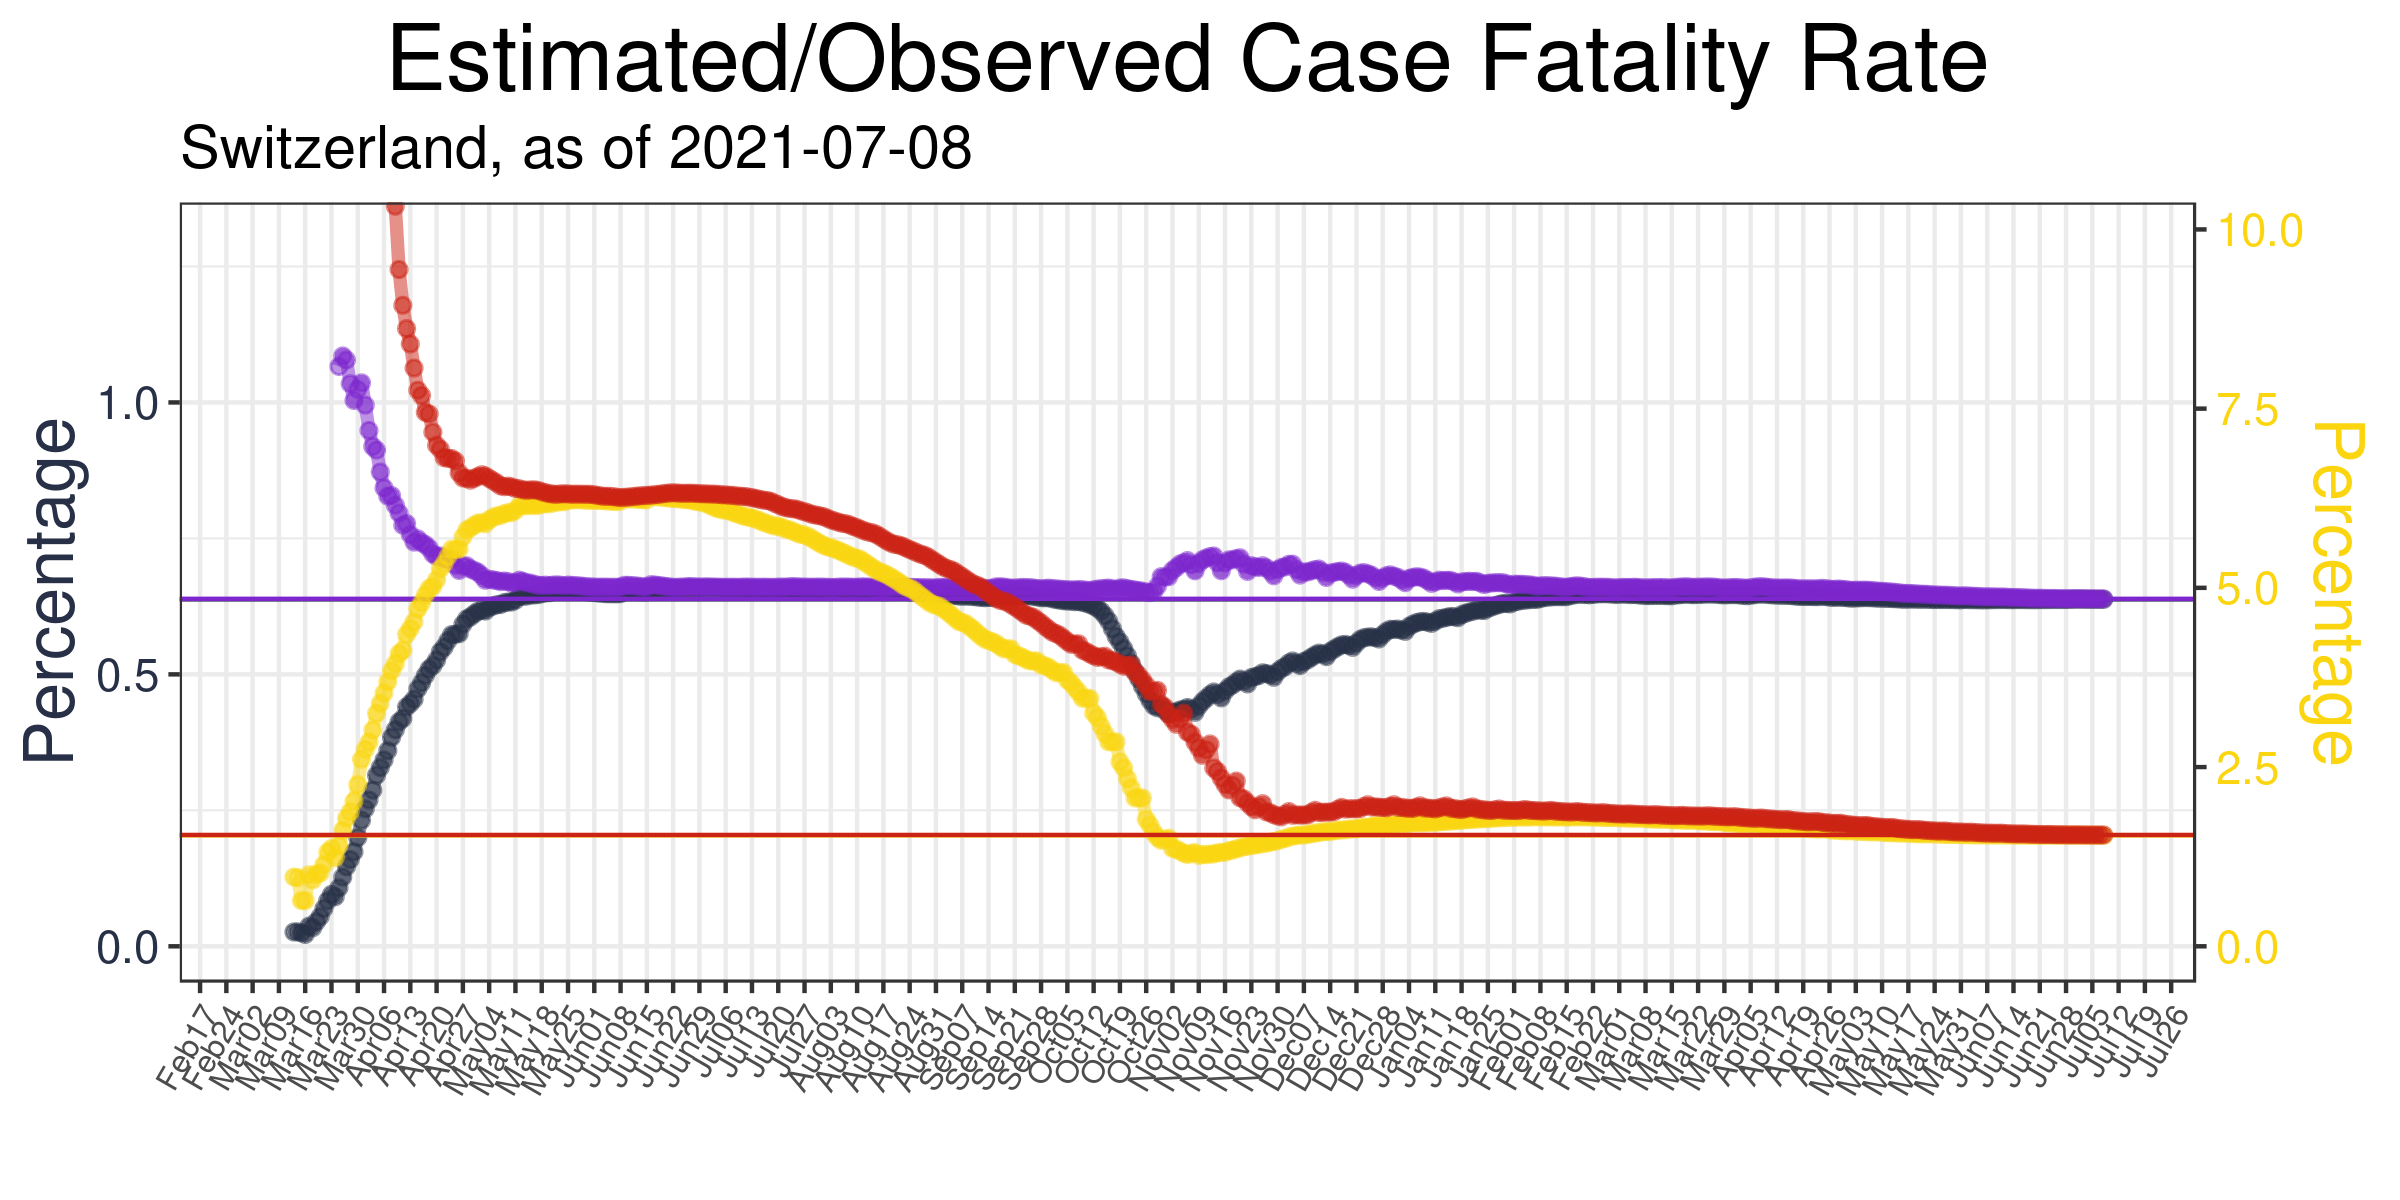 Estimated/Observed Case Fatality Rate
Switzerland, as of 2021-07-08
Percentage
1.0
0.5
0.0
10.0
7.5
5.0
2.5
0.0
Percentage
Feb17
Feb24
Mar02
Mar09
Mar16
Mar23
Mar30
Apr06
Apr13
Apr20
Apr27
May04
May11
May18
May25
Jun01
Jun08
Jun15
Jun22
Jun29
Jul06
Jul13
Jul20
Jul27
Aug03
Aug10
Aug17
Aug24
Aug31
Sep07
Sep14
Sep21
Sep28
Oct05
Oct12
Oct19
Oct26
Nov02
Nov09
Nov16
Nov23
Nov30
Dec07
Dec14
Dec21
Dec28
Jan04
Jan11
Jan18
Jan25
Feb01
Feb08
Feb15
Feb22
Mar01
Mar08
Mar15
Mar22
Mar29
Apr05
Apr12
Apr19
Apr26
May03
May10
May17
May24
May31
Jun07
Jun14
Jun21
Jun28
Jul05
Jul12
Jul19
Jul26